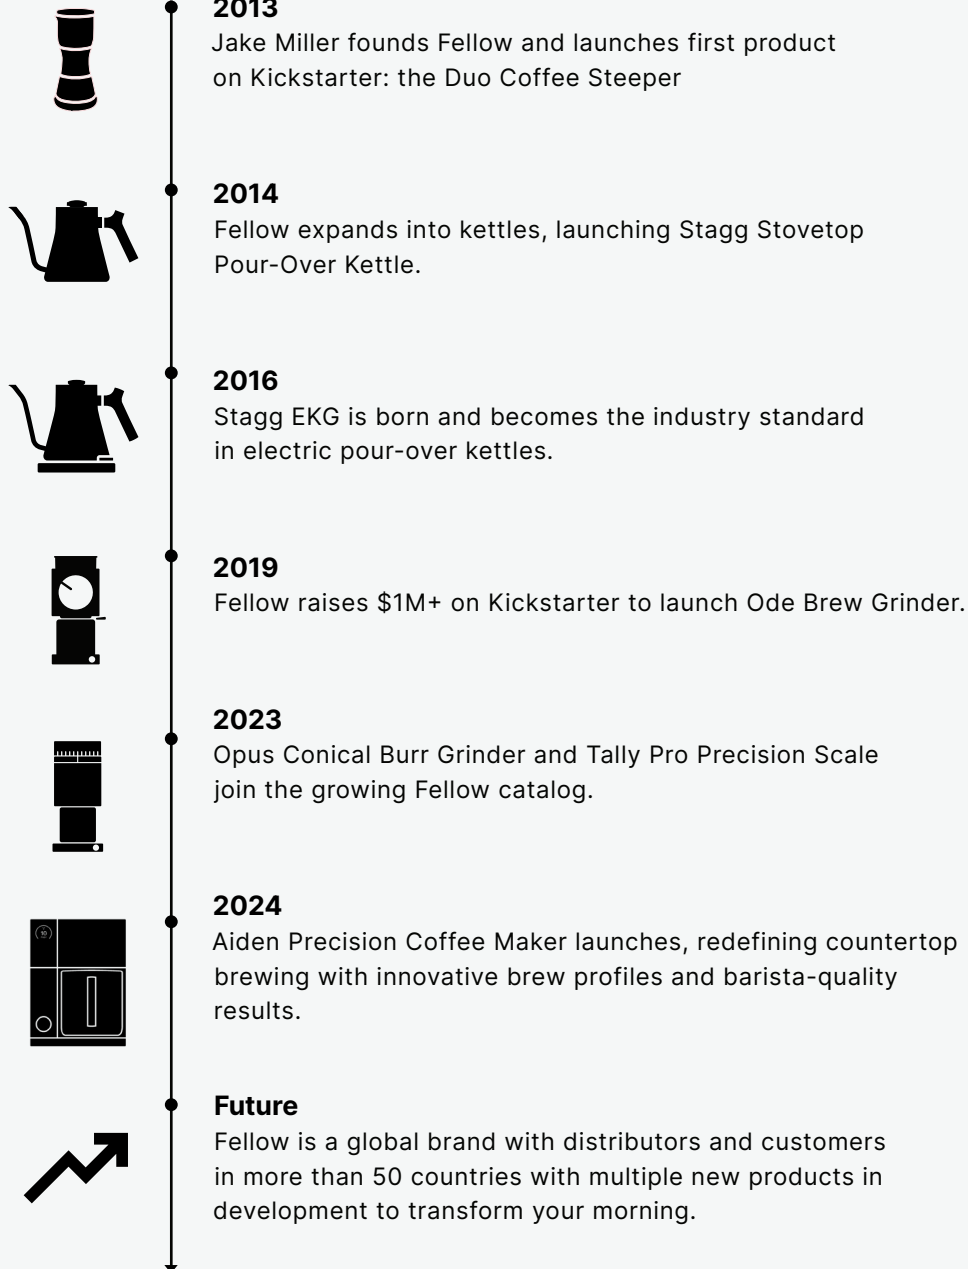 2013
Jake Miller founds Fellow and launches first product
on Kickstarter: the Duo Coffee Steeper
2014
Fellow expands into kettles, launching Stagg Stovetop
Pour-Over Kettle.
2016
Stagg EKG is born and becomes the industry standard
in electric pour-over kettles.
2019
Fellow raises $1M+ on Kickstarter to launch Ode Brew Grinder.
2023
Opus Conical Burr Grinder and Tally Pro Precision Scale
join the growing Fellow catalog.
2024
Aiden Precision Coffee Maker launches, redefining countertop
brewing with innovative brew profiles and barista-quality
results.
Future
Fellow is a global brand with distributors and customers
in more than 50 countries with multiple new products in
development to transform your morning.